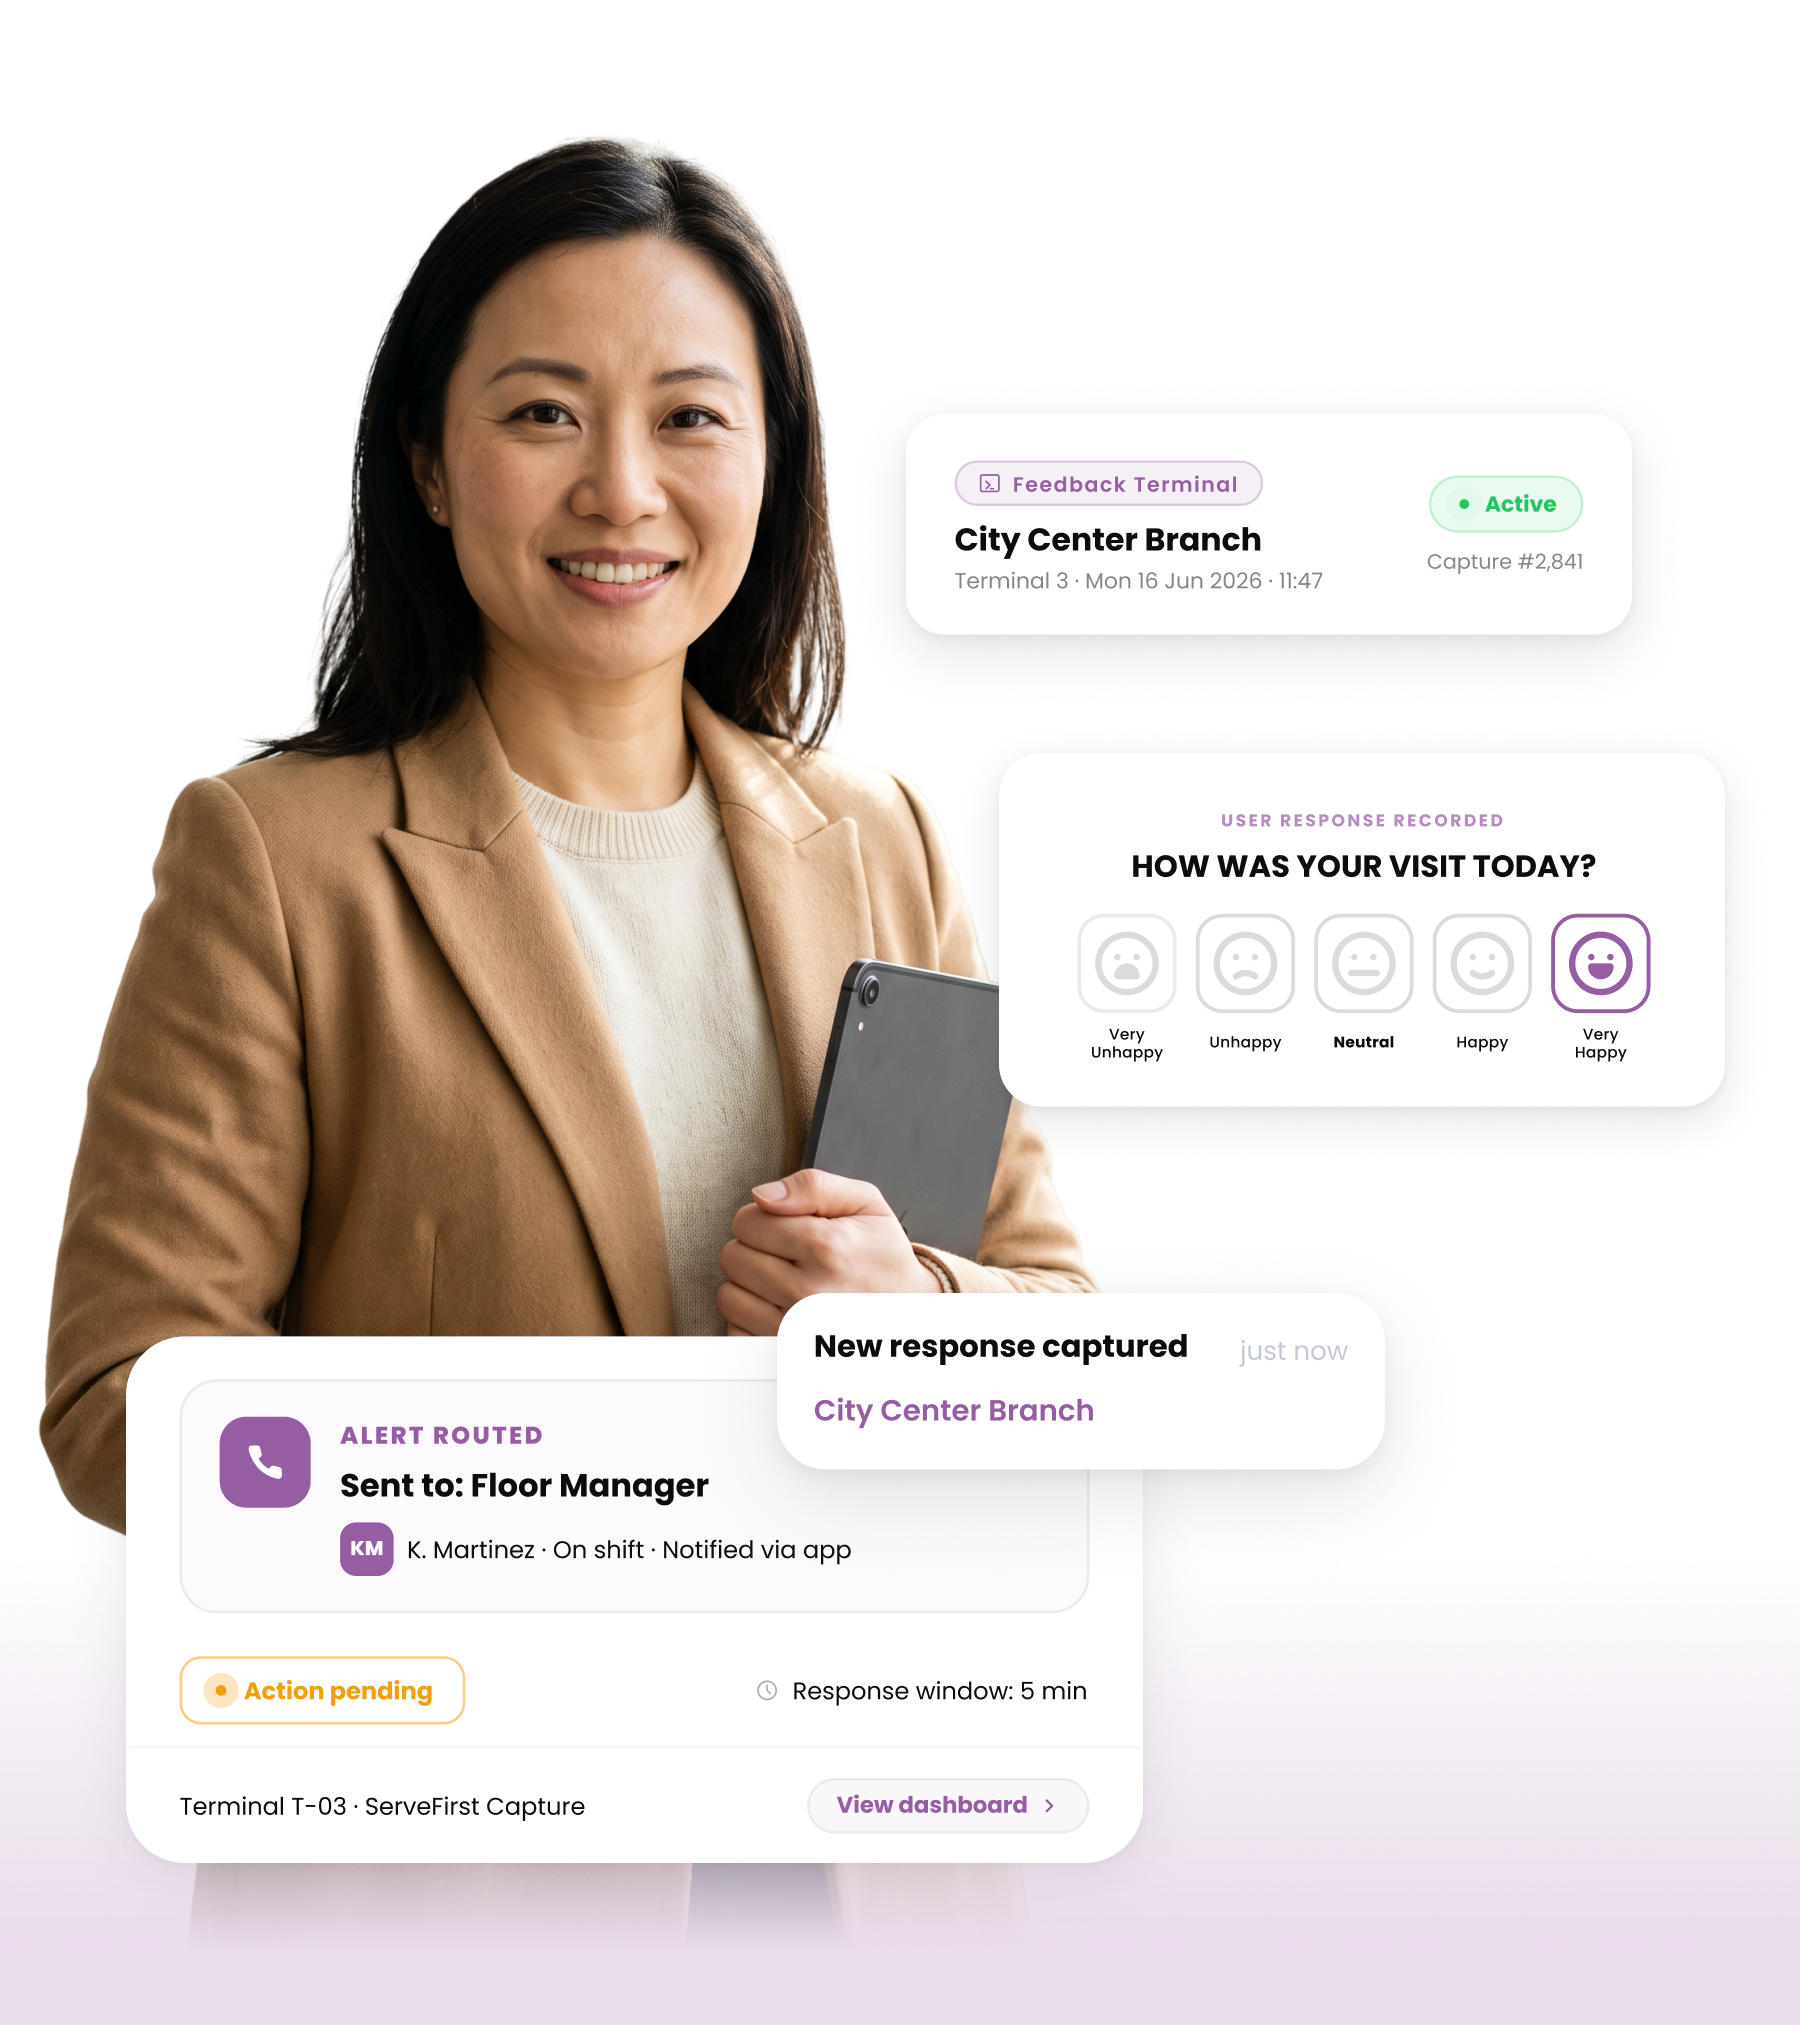 Feedback Terminal
City Center Branch
Terminal 3 · Mon 16 Jun 2026 · 11:47
Active
Capture #2,841
USER RESPONSE RECORDED
HOW WAS YOUR VISIT TODAY?
Very
Unhappy
Unhappy
Neutral
Happy
Very
Happy
New response captured
just now
City Center Branch
ALERT ROUTED
Sent to: Floor Manager
KM
K. Martinez · On shift · Notified via app
Action pending
Response window: 5 min
Terminal T-03 · ServeFirst Capture
View dashboard